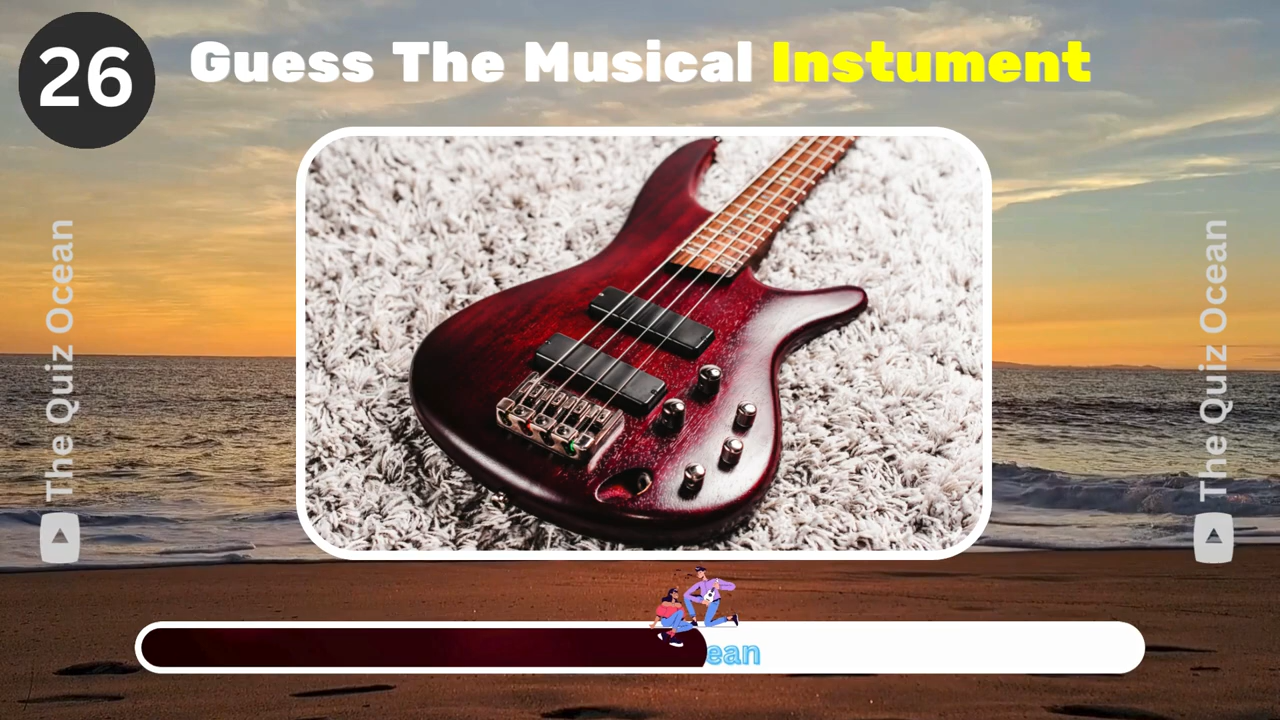 26
Guess The Musical Instument
The Quiz Ocean
The Quiz Ocean
ean